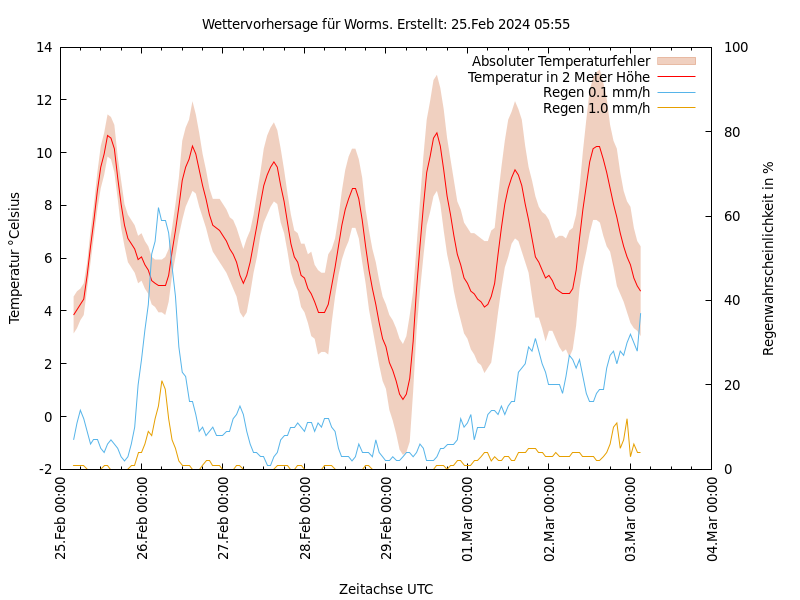 Wettervorhersage für Worms. Erstellt: 25.Feb 2024 05:55
Absoluter Temperaturfehler
Temperatur in 2 Meter Höhe
Regen 0.1 mm/h
Regen 1.0 mm/h
Temperatur °Celsius
14
12
10
8
6
4
2
0
-2
100
80
60
40
20
0
Regenwahrscheinlichkeit in %
25.Feb 00:00
26.Feb 00:00
27.Feb 00:00
28.Feb 00:00
29.Feb 00:00
01.Mar 00:00
02.Mar 00:00
03.Mar 00:00
04.Mar 00:00
Zeitachse UTC